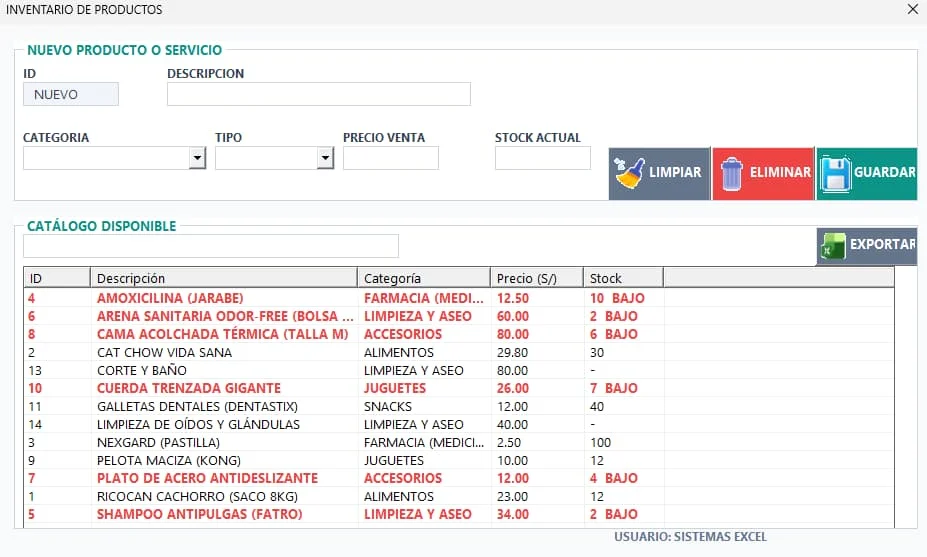 INVENTARIO DE PRODUCTOS
NUEVO PRODUCTO O SERVICIO
ID DESCRIPCION
NUEVO
CATEGORIA TIPO PRECIO VENTA STOCK ACTUAL
LIMPIAR ELIMINAR GUARDAR
CATÁLOGO DISPONIBLE
EXPORTAR
ID Descripción Categoría Precio (S/) Stock
4 AMOXICILINA (JARABE) FARMACIA (MEDI... 12.50 10 BAJO
6 ARENA SANITARIA ODOR-FREE (BOLSA ... LIMPIEZA Y ASEO 60.00 2 BAJO
8 CAMA ACOLCHADA TÉRMICA (TALLA M) ACCESORIOS 80.00 6 BAJO
2 CAT CHOW VIDA SANA ALIMENTOS 29.80 30
13 CORTE Y BAÑO LIMPIEZA Y ASEO 80.00 -
10 CUERDA TRENZADA GIGANTE JUGUETES 26.00 7 BAJO
11 GALLETAS DENTALES (DENTASTIX) SNACKS 12.00 40
14 LIMPIEZA DE OÍDOS Y GLÁNDULAS LIMPIEZA Y ASEO 40.00 -
3 NEXGARD (PASTILLA) FARMACIA (MEDICI... 2.50 100
9 PELOTA MACIZA (KONG) JUGUETES 10.00 12
7 PLATO DE ACERO ANTIDESLIZANTE ACCESORIOS 12.00 4 BAJO
1 RICOCAN CACHORRO (SACO 8KG) ALIMENTOS 23.00 12
5 SHAMPOO ANTIPULGAS (FATRO) LIMPIEZA Y ASEO 34.00 2 BAJO
USUARIO: SISTEMAS EXCEL